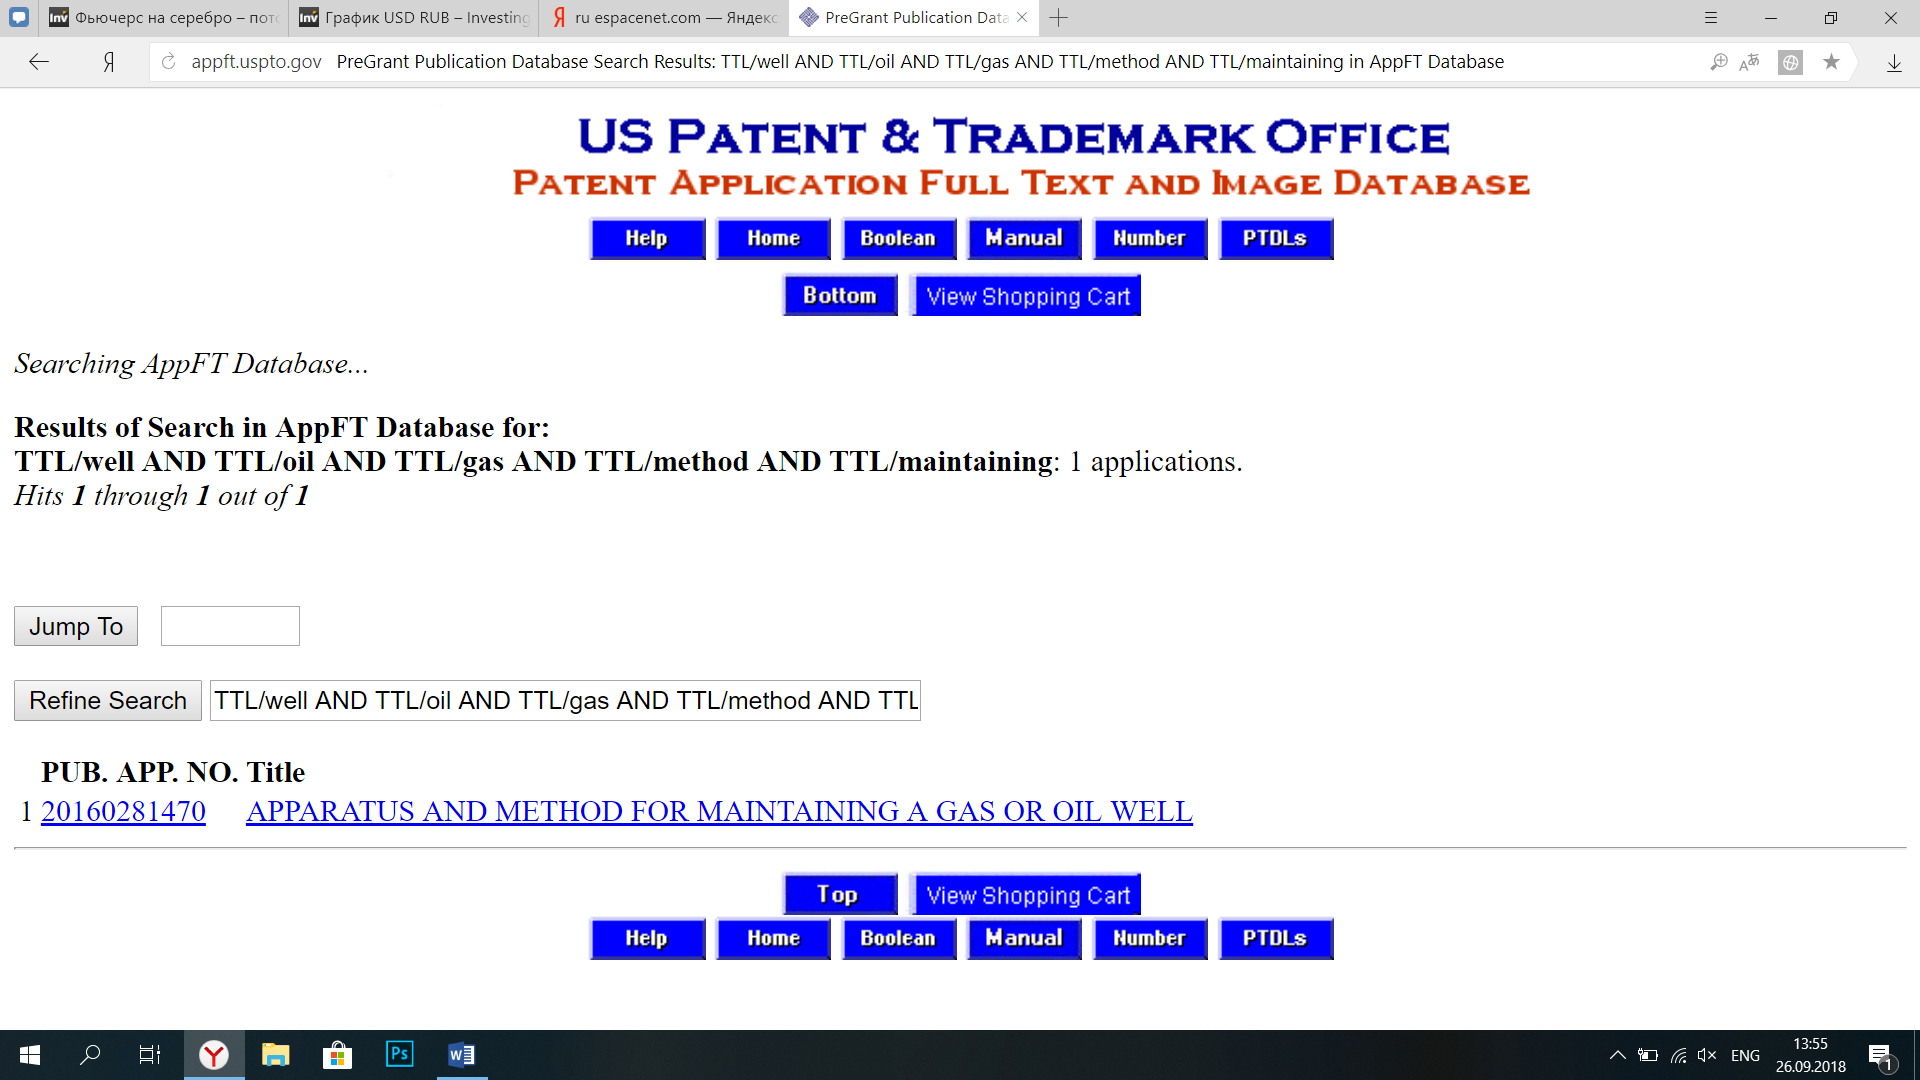 Фьючерс на серебро – пото
График USD RUB – Investing
ru espacenet.com — Яндекс
PreGrant Publication Data
appft.uspto.gov PreGrant Publication Database Search Results: TTL/well AND TTL/oil AND TTL/gas AND TTL/method AND TTL/maintaining in AppFT Database
US PATENT & TRADEMARK OFFICE
PATENT APPLICATION FULL TEXT AND IMAGE DATABASE
Help Home Boolean Manual Number PTDLs
Bottom View Shopping Cart
Searching AppFT Database...
Results of Search in AppFT Database for:
TTL/well AND TTL/oil AND TTL/gas AND TTL/method AND TTL/maintaining: 1 applications.
Hits 1 through 1 out of 1
Jump To
Refine Search TTL/well AND TTL/oil AND TTL/gas AND TTL/method AND TTL
PUB. APP. NO. Title
1 20160281470 APPARATUS AND METHOD FOR MAINTAINING A GAS OR OIL WELL
Top View Shopping Cart
Help Home Boolean Manual Number PTDLs
Ps
ENG
13:55
26.09.2018
1